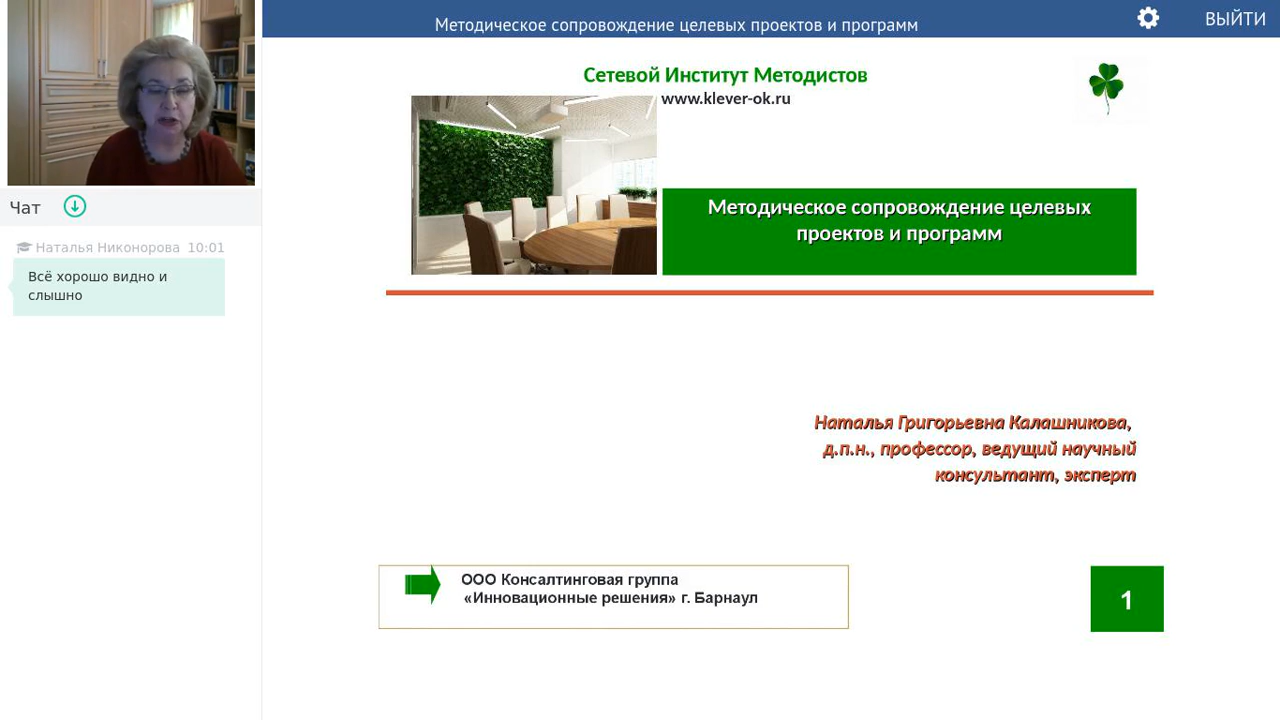 Методическое сопровождение целевых проектов и программ
ВЫЙТИ
Чат
Наталья Никонорова 10:01
Всё хорошо видно и
слышно
Сетевой Институт Методистов
www.klever-ok.ru
Методическое сопровождение целевых
проектов и программ
Наталья Григорьевна Калашникова,
д.п.н., профессор, ведущий научный
консультант, эксперт
ООО Консалтинговая группа
«Инновационные решения» г. Барнаул
1